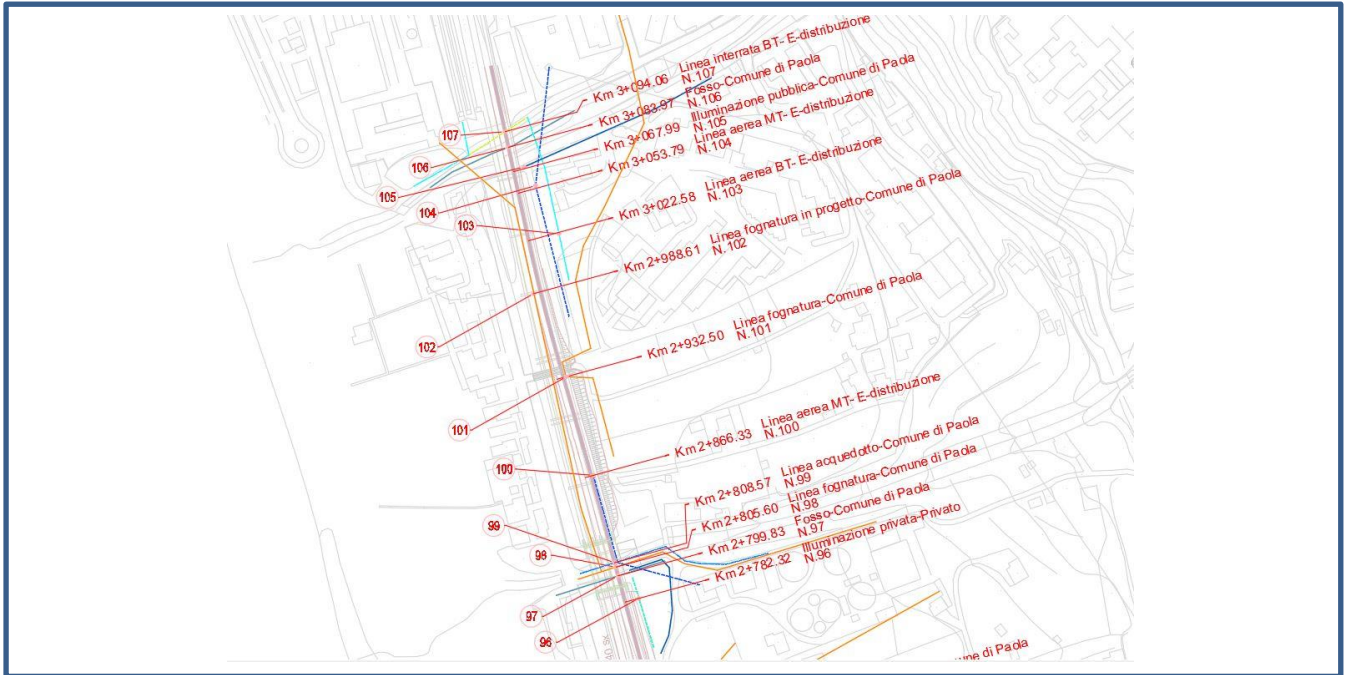 Km 3+094.06 Linea interrata BT- E-distribuzione
N.107
Km 3+083.97 Fosso-Comune di Paola
N.106
Km 3+067.99 Illuminazione pubblica-Comune di Paola
N.105
Km 3+053.79 Linea aerea MT- E-distribuzione
N.104
Km 3+022.58 Linea aerea BT- E-distribuzione
N.103
Km 2+988.61 Linea fognatura in progetto-Comune di Paola
N.102
Km 2+932.50 Linea fognatura-Comune di Paola
N.101
Km 2+866.33 Linea aerea MT- E-distribuzione
N.100
Km 2+808.57 Linea acquedotto-Comune di Paola
N.99
Km 2+805.60 Linea fognatura-Comune di Paola
N.98
Km 2+799.83 Fosso-Comune di Paola
N.97
Km 2+782.32 Illuminazione privata-Privato
N.96
107
106
105
104
103
102
101
100
99
98
97
96
di Paola